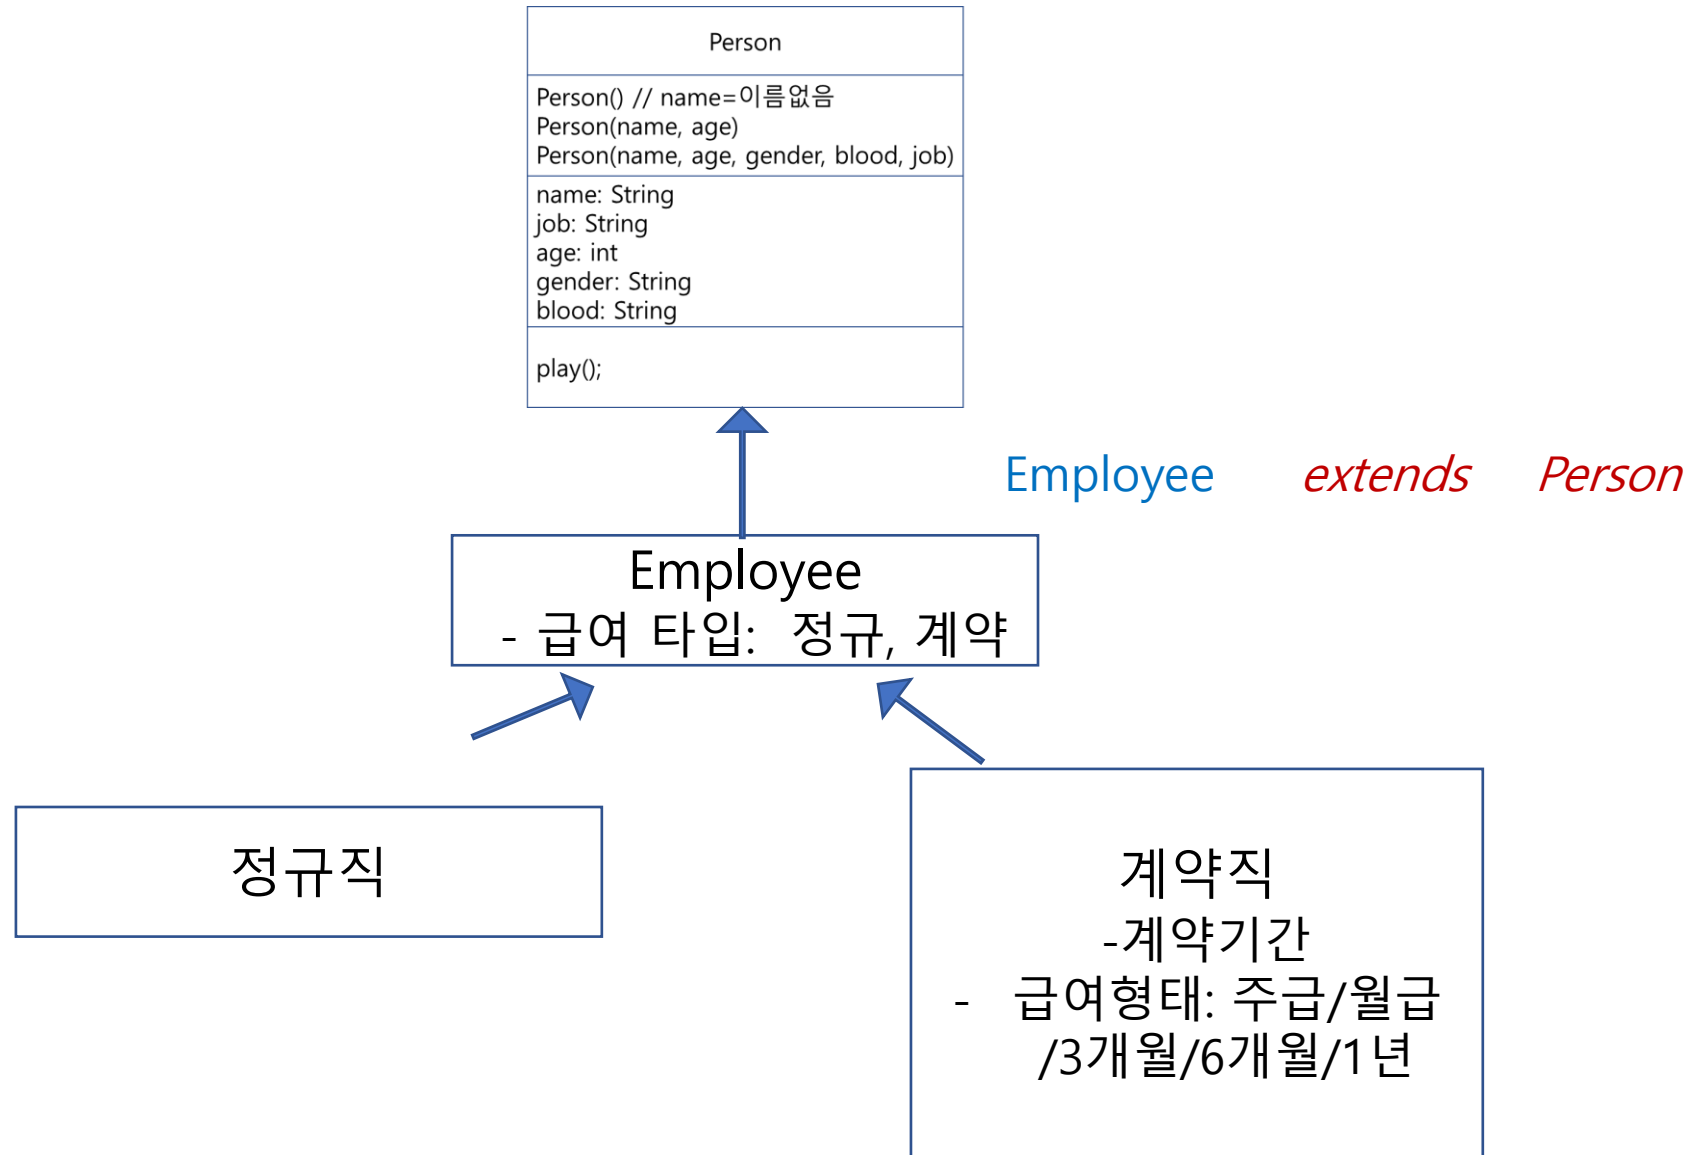 Person
Person() // name=이름없음
Person(name, age)
Person(name, age, gender, blood, job)
name: String
job: String
age: int
gender: String
blood: String
play();
Employee extends Person
Employee
- 급여 타입: 정규, 계약
정규직
계약직
-계약기간
- 급여형태: 주급/월급
/3개월/6개월/1년